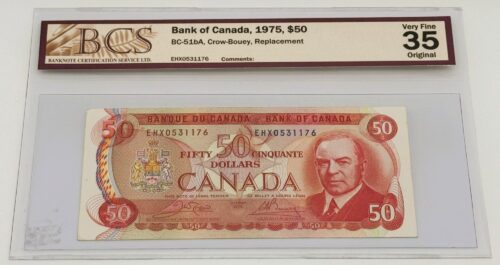 BCS
BANKNOTE CERTIFICATION SERVICE LTD.
Bank of Canada, 1975, $50
BC-51bA, Crow-Bouey, Replacement
EHX0531176 Comments:
Very Fine
35
Original
BANQUE DU CANADA - BANK OF CANADA
50
EHX0531176
50
EHX0531176
50
FIFTY CINQUANTE
DOLLARS
CANADA
50
50